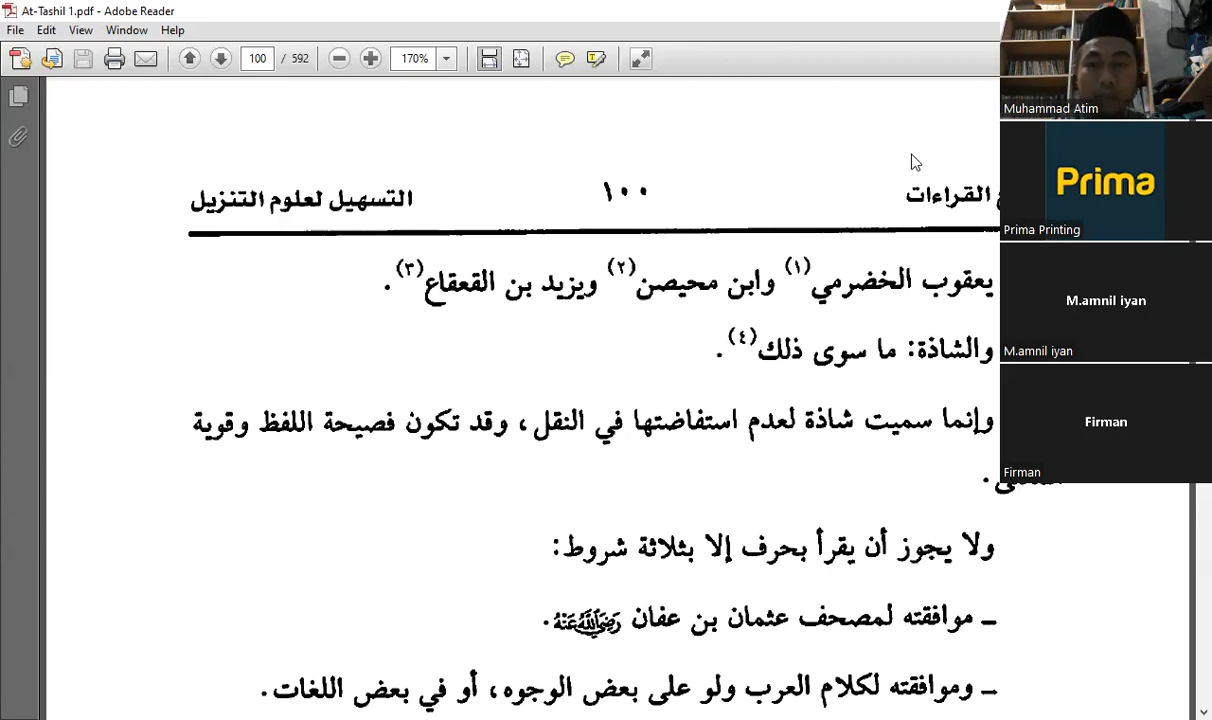 At-Tashil 1.pdf - Adobe Reader
File Edit View Window Help
100 / 592 170%
Muhammad Atim
Prima
Prima Printing
M.amnil iyan
M.amnil iyan
Firman
Firman
القراءات ١٠٠ التسهيل لعلوم التنزيل
يعقوب الخضرمي(١) وابن محيصن(٢) ويزيد بن القعقاع(٣).
والشاذة: ما سوى ذلك(٤).
وإنما سميت شاذة لعدم استفاضتها في النقل، وقد تكون فصيحة اللفظ وقوية
ولا يجوز أن يقرأ بحرف إلا بثلاثة شروط:
ـ موافقته لمصحف عثمان بن عفان رَضِيَ اللَّهُ عَنْهُ.
ـ وموافقته لكلام العرب ولو على بعض الوجوه، أو في بعض اللغات.